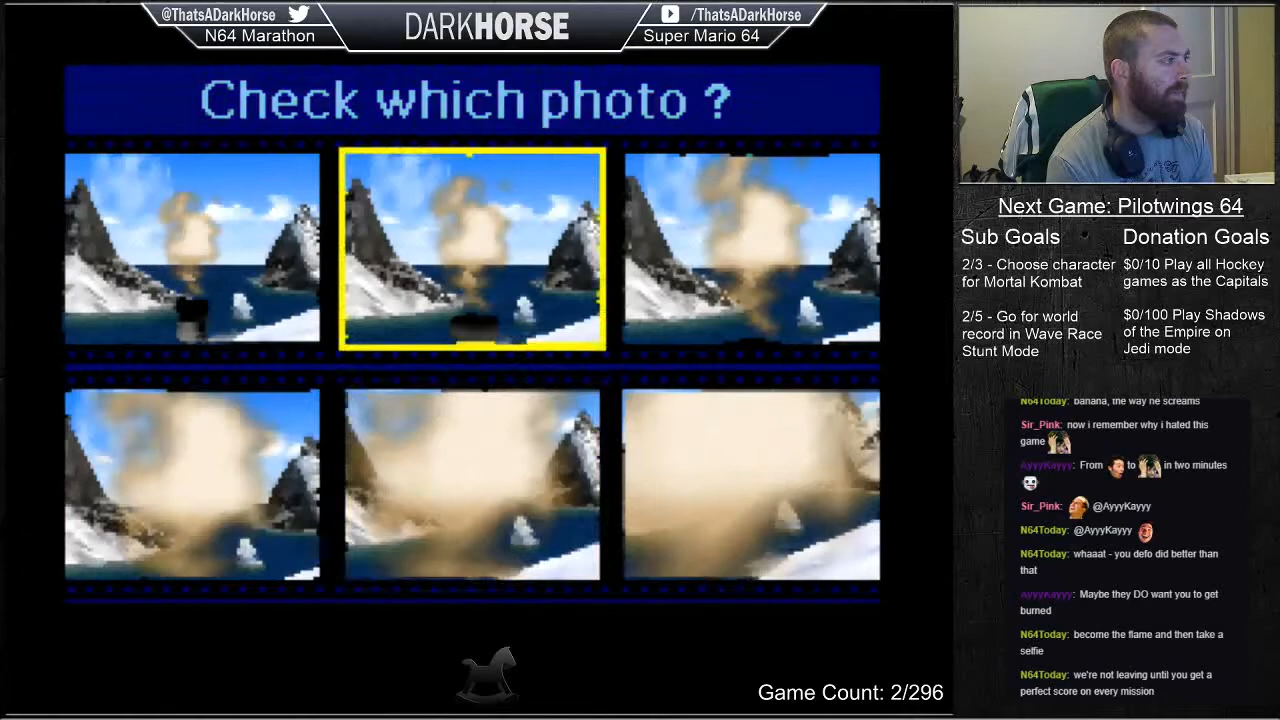 @ThatsADarkHorse
N64 Marathon
DARKHORSE
/ThatsADarkHorse
Super Mario 64
Check which photo ?
Next Game: Pilotwings 64
Sub Goals
2/3 - Choose character
for Mortal Kombat
2/5 - Go for world
record in Wave Race
Stunt Mode
Donation Goals
$0/10 Play all Hockey
games as the Capitals
$0/100 Play Shadows
of the Empire on
Jedi mode
N64Today: banana, the way he screams
Sir_Pink: now i remember why i hated this
game
AyyyKayyy: From to in two minutes
Sir_Pink: @AyyyKayyy
N64Today: @AyyyKayyy
N64Today: whaaat - you defo did better than
that
AyyyKayyy: Maybe they DO want you to get
burned
N64Today: become the flame and then take a
selfie
N64Today: we're not leaving until you get a
perfect score on every mission
Game Count: 2/296